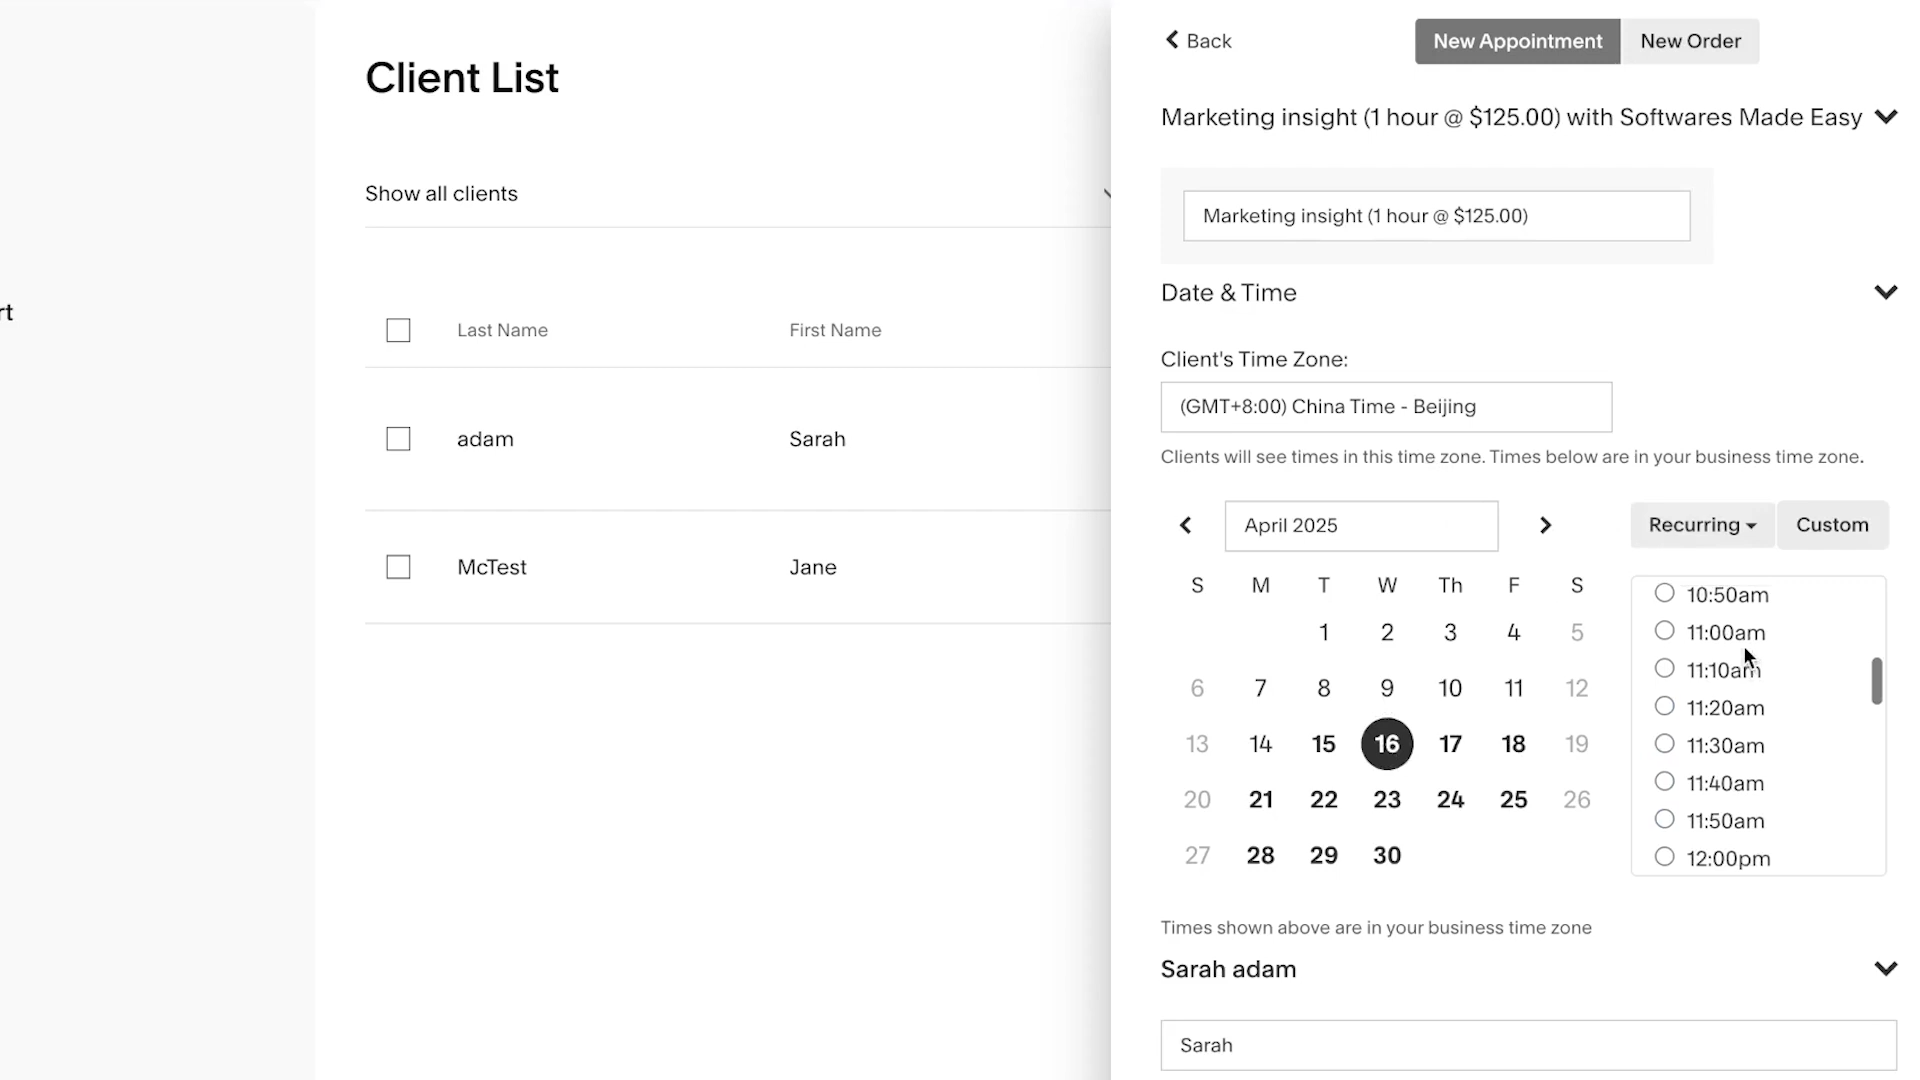 rt
Client List
Show all clients
Last Name First Name
adam Sarah
McTest Jane
Back
New Appointment New Order
Marketing insight (1 hour @ $125.00) with Softwares Made Easy
Marketing insight (1 hour @ $125.00)
Date & Time
Client's Time Zone:
(GMT+8:00) China Time - Beijing
Clients will see times in this time zone. Times below are in your business time zone.
April 2025
S M T W Th F S
1 2 3 4 5
6 7 8 9 10 11 12
13 14 15 16 17 18 19
20 21 22 23 24 25 26
27 28 29 30
Recurring Custom
10:50am
11:00am
11:10am
11:20am
11:30am
11:40am
11:50am
12:00pm
Times shown above are in your business time zone
Sarah adam
Sarah